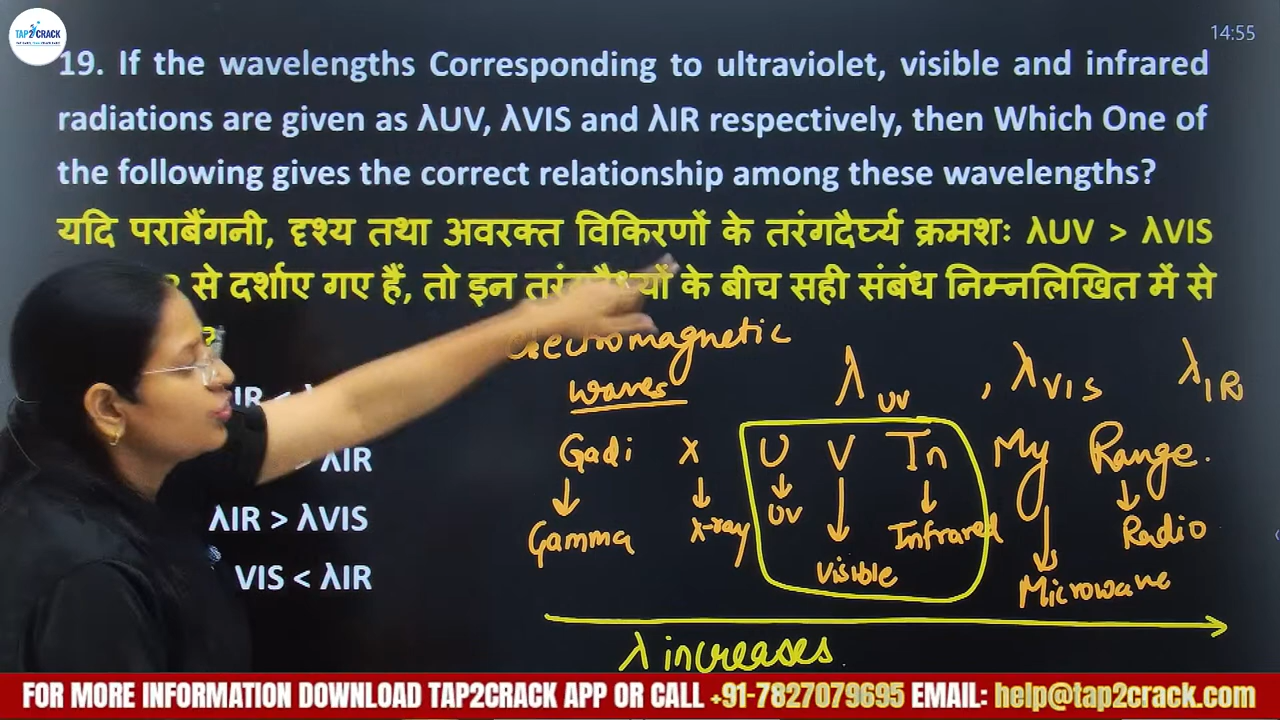 TAP2CRACK
14:55
19. If the wavelengths Corresponding to ultraviolet, visible and infrared
radiations are given as λUV, λVIS and λIR respectively, then Which One of
the following gives the correct relationship among these wavelengths?
यदि पराबैंगनी, दृश्य तथा अवरक्त विकिरणों के तरंगदैर्घ्य क्रमशः λUV > λVIS
से दर्शाए गए हैं, तो इन तरंगदैर्ध्यों के बीच सही संबंध निम्नलिखित में से
electromagnetic
waves
λUV , λVIS λIR
IR <
λIR
λIR > λVIS
VIS < λIR
Gadi X U V In My Range.
Gamma X-ray UV Visible Infrared Microwave Radio
λ increases
FOR MORE INFORMATION DOWNLOAD TAP2CRACK APP OR CALL +91-7827079695 EMAIL: help@tap2crack.com